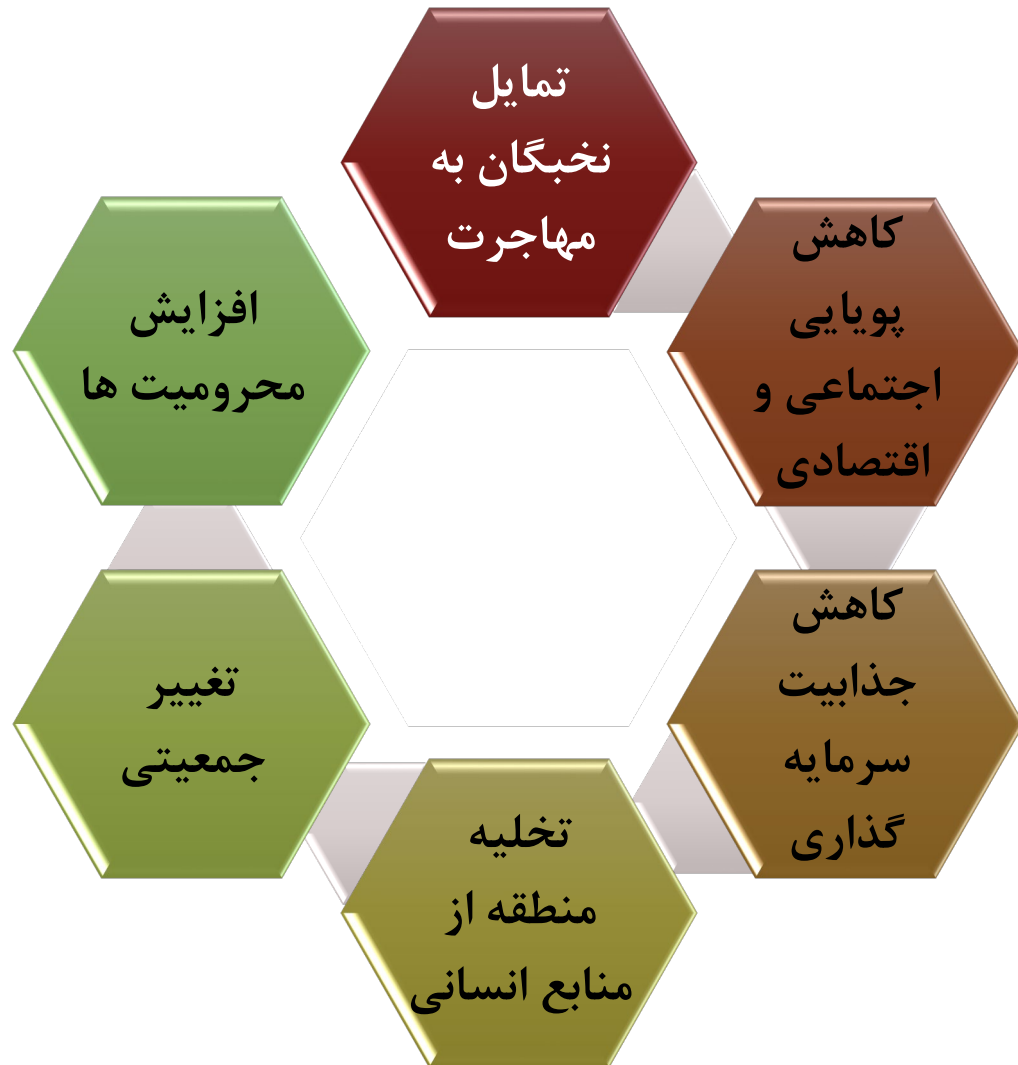 تمایل
نخبگان به
مهاجرت
کاهش
پویایی
اجتماعی و
اقتصادی
کاهش
جذابیت
سرمایه
گذاری
تخلیه
منطقه از
منابع انسانی
تغییر
جمعیتی
افزایش
محرومیت ها